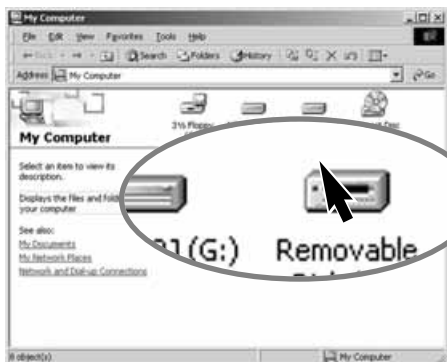 My Computer
File Edit View Favorites Tools Help
Back Search Folders History
Address My Computer Go
3½ Floppy
My Computer
Select an item to view its
description.
Displays the files and fold
your computer
See also:
My Documents
My Network Places
Network and Dial-up Connections
(G:)
Removable
8 object(s) My Computer